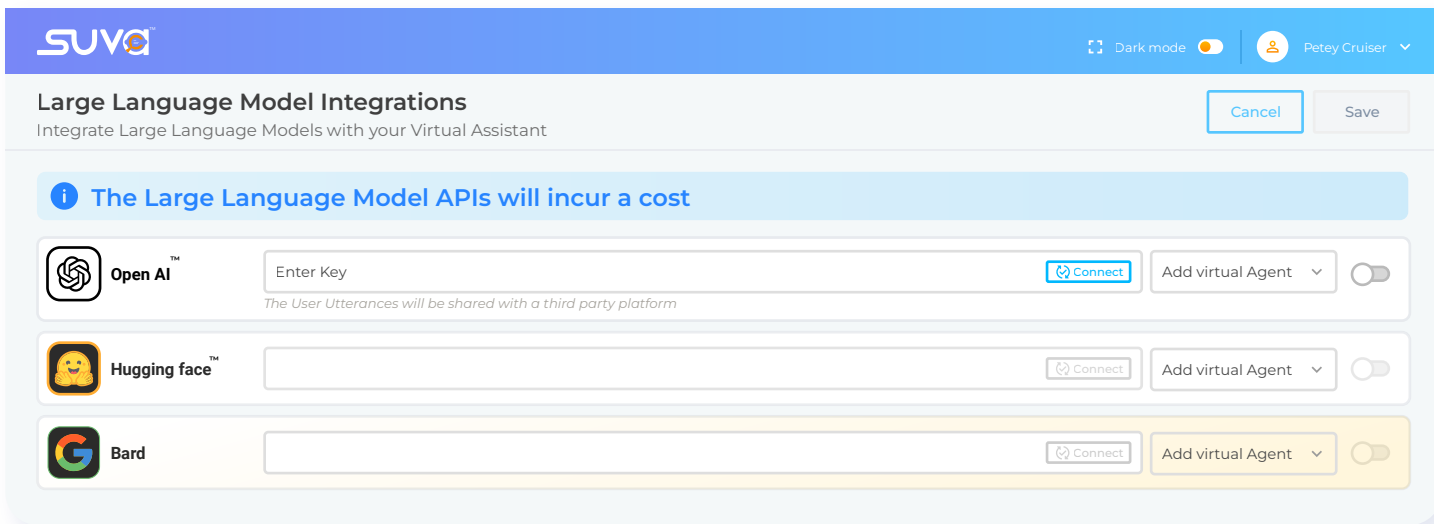 suva™
Dark mode
Petey Cruiser
Large Language Model Integrations
Integrate Large Language Models with your Virtual Assistant
Cancel
Save
i The Large Language Model APIs will incur a cost
Open AI™
Enter Key
Connect
Add virtual Agent
The User Utterances will be shared with a third party platform
Hugging face™
Connect
Add virtual Agent
G
Bard
Connect
Add virtual Agent